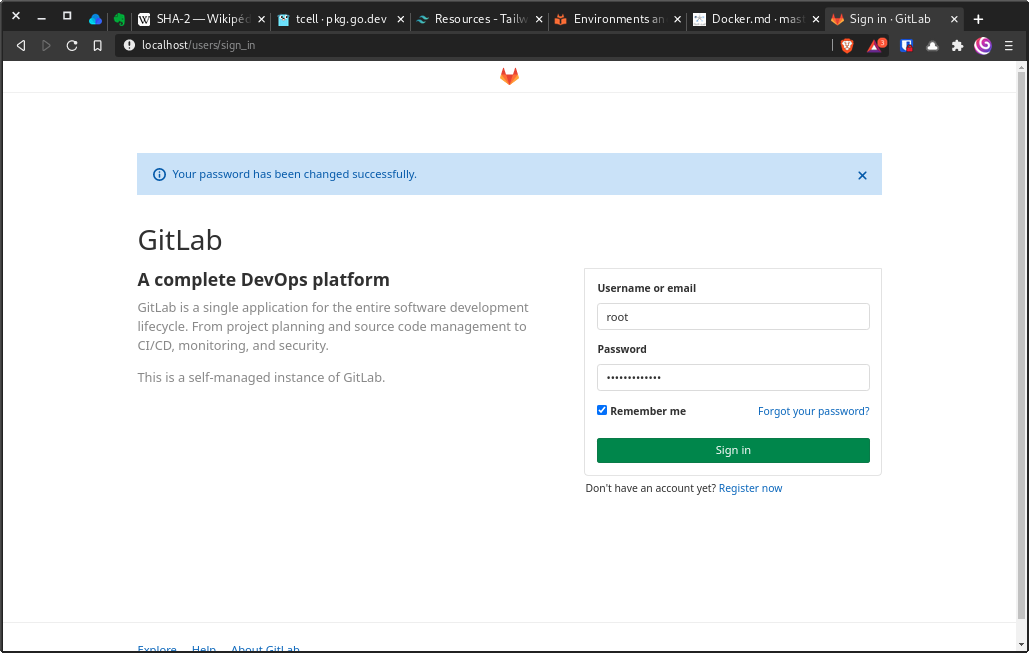 SHA-2 — Wikipéd
tcell · pkg.go.dev
Resources - Tailw
Environments an
Docker.md · mast
Sign in · GitLab
localhost/users/sign_in
3
Your password has been changed successfully.
GitLab
A complete DevOps platform
GitLab is a single application for the entire software development
lifecycle. From project planning and source code management to
CI/CD, monitoring, and security.
This is a self-managed instance of GitLab.
Username or email
root
Password
•••••••••••••
Remember me
Forgot your password?
Sign in
Don't have an account yet? Register now
Explore Help About GitLab